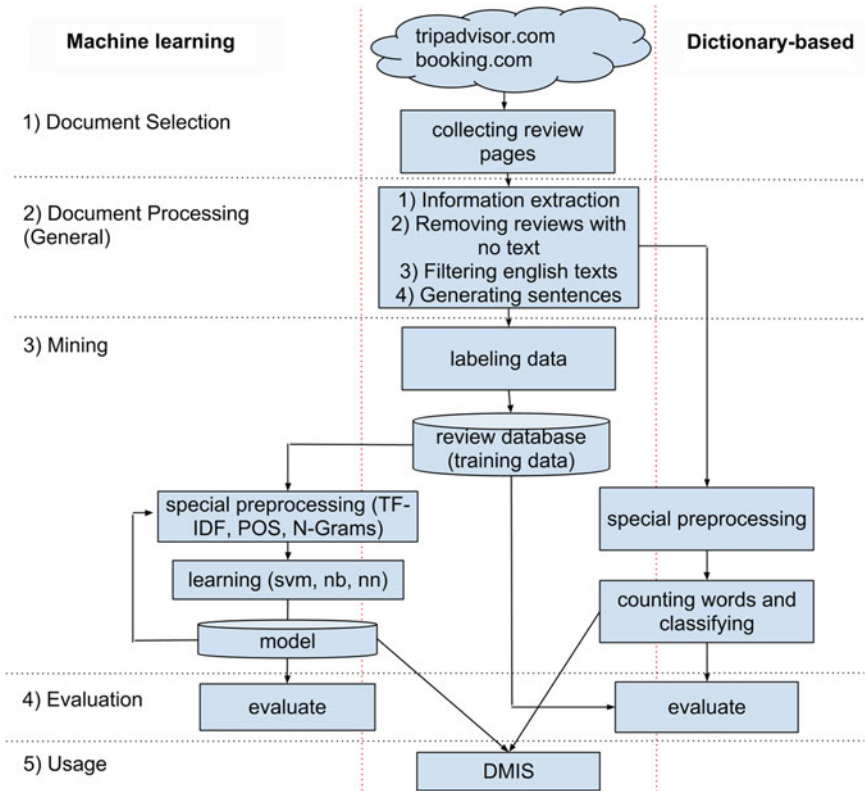 Machine learning
tripadvisor.com
booking.com
Dictionary-based
1) Document Selection
collecting review
pages
2) Document Processing
(General)
1) Information extraction
2) Removing reviews with
no text
3) Filtering english texts
4) Generating sentences
3) Mining
labeling data
review database
(training data)
special preprocessing (TF-
IDF, POS, N-Grams)
special preprocessing
learning (svm, nb, nn)
counting words and
classifying
model
4) Evaluation
evaluate
evaluate
5) Usage
DMIS